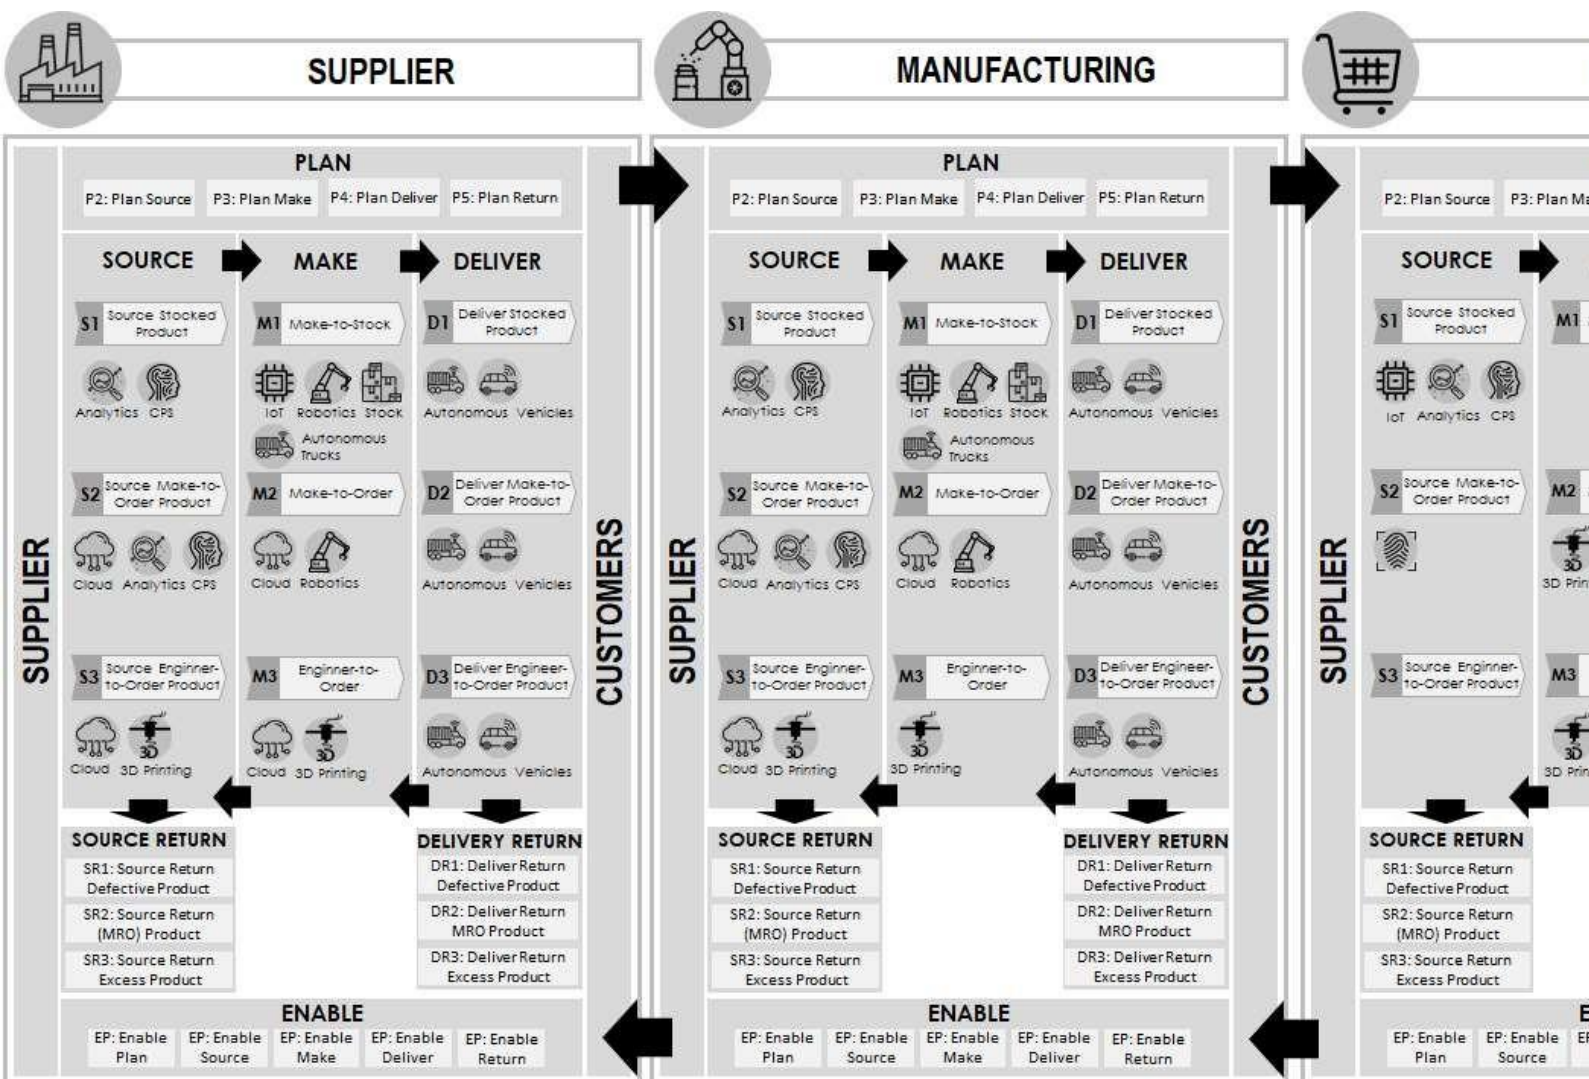 SUPPLIER
SUPPLIER
PLAN
P2: Plan Source
P3: Plan Make
P4: Plan Deliver
P5: Plan Return
SOURCE
MAKE
DELIVER
S1
Source Stocked
Product
M1
Make-to-Stock
D1
Deliver Stocked
Product
Analytics CPS
IoT Robotics Stock
Autonomous Vehicles
Autonomous
Trucks
S2
Source Make-to-
Order Product
M2
Make-to-Order
D2
Deliver Make-to-
Order Product
Cloud Analytics CPS
Cloud Robotics
Autonomous Vehicles
S3
Source Enginner-
to-Order Product
M3
Enginner-to-
Order
D3
Deliver Engineer-
to-Order Product
Cloud 3D Printing
Cloud 3D Printing
Autonomous Vehicles
3D
3D
CUSTOMERS
SOURCE RETURN
SR1: Source Return
Defective Product
SR2: Source Return
(MRO) Product
SR3: Source Return
Excess Product
DELIVERY RETURN
DR1: Deliver Return
Defective Product
DR2: Deliver Return
MRO Product
DR3: Deliver Return
Excess Product
ENABLE
EP: Enable
Plan
EP: Enable
Source
EP: Enable
Make
EP: Enable
Deliver
EP: Enable
Return
MANUFACTURING
SUPPLIER
PLAN
P2: Plan Source
P3: Plan Make
P4: Plan Deliver
P5: Plan Return
SOURCE
MAKE
DELIVER
S1
Source Stocked
Product
M1
Make-to-Stock
D1
Deliver Stocked
Product
Analytics CPS
IoT Robotics Stock
Autonomous Vehicles
Autonomous
Trucks
S2
Source Make-to-
Order Product
M2
Make-to-Order
D2
Deliver Make-to-
Order Product
Cloud Analytics CPS
Cloud Robotics
Autonomous Vehicles
S3
Source Enginner-
to-Order Product
M3
Enginner-to-
Order
D3
Deliver Engineer-
to-Order Product
3D
3D
Cloud 3D Printing
3D Printing
Autonomous Vehicles
CUSTOMERS
SOURCE RETURN
SR1: Source Return
Defective Product
SR2: Source Return
(MRO) Product
SR3: Source Return
Excess Product
DELIVERY RETURN
DR1: Deliver Return
Defective Product
DR2: Deliver Return
MRO Product
DR3: Deliver Return
Excess Product
ENABLE
EP: Enable
Plan
EP: Enable
Source
EP: Enable
Make
EP: Enable
Deliver
EP: Enable
Return
SUPPLIER
P2: Plan Source
P3: Plan
SOURCE
S1
Source Stocked
Product
M1
IoT Analytics CPS
S2
Source Make-to-
Order Product
M2
3D
3D
S3
Source Enginner-
to-Order Product
M3
3D
3D
SOURCE RETURN
SR1: Source Return
Defective Product
SR2: Source Return
(MRO) Product
SR3: Source Return
Excess Product
EP: Enable
Plan
EP: Enable
Source